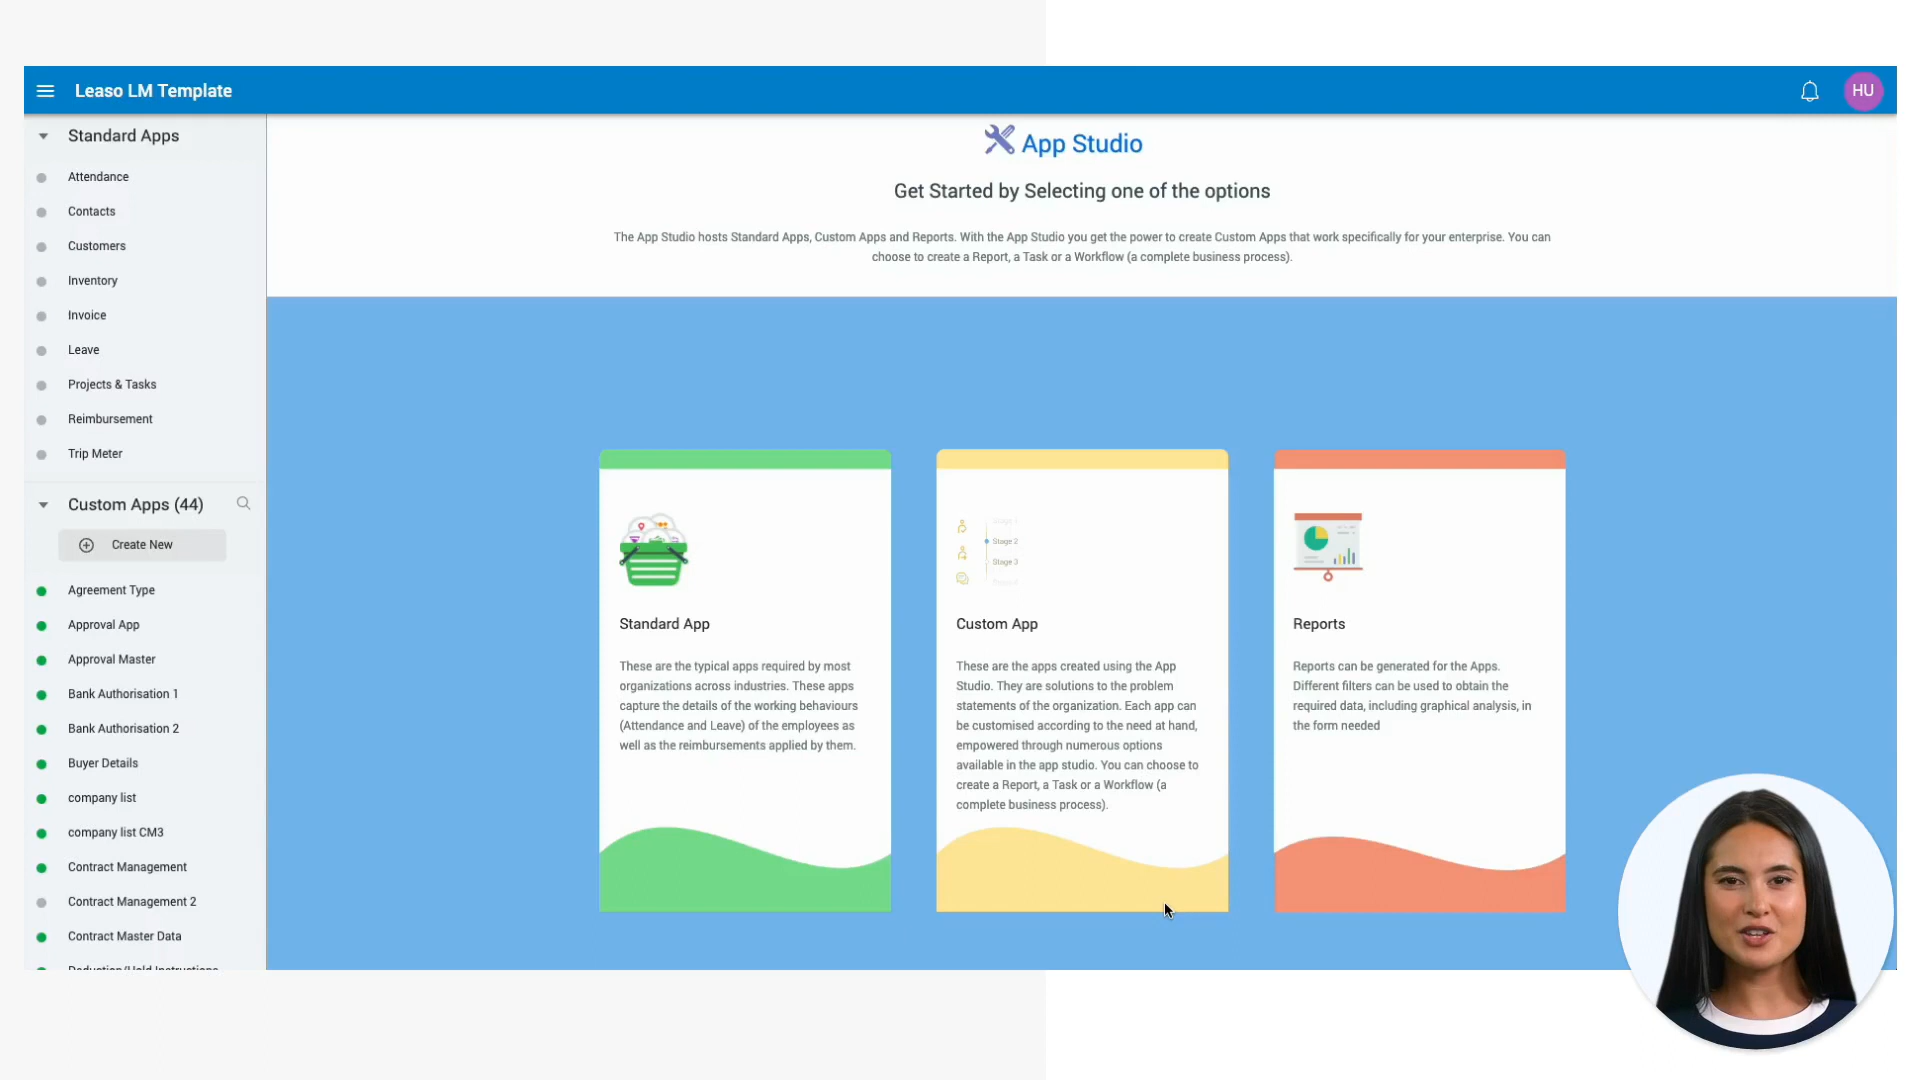 Leaso LM Template
HU
Standard Apps
Attendance
Contacts
Customers
Inventory
Invoice
Leave
Projects & Tasks
Reimbursement
Trip Meter
Custom Apps (44)
Create New
Agreement Type
Approval App
Approval Master
Bank Authorisation 1
Bank Authorisation 2
Buyer Details
company list
company list CM3
Contract Management
Contract Management 2
Contract Master Data
Deduction/Hold Instructions
App Studio
Get Started by Selecting one of the options
The App Studio hosts Standard Apps, Custom Apps and Reports. With the App Studio you get the power to create Custom Apps that work specifically for your enterprise. You can
choose to create a Report, a Task or a Workflow (a complete business process).
Standard App
These are the typical apps required by most
organizations across industries. These apps
capture the details of the working behaviours
(Attendance and Leave) of the employees as
well as the reimbursements applied by them.
Stage 1
Stage 2
Stage 3
Custom App
These are the apps created using the App
Studio. They are solutions to the problem
statements of the organization. Each app can
be customised according to the need at hand,
empowered through numerous options
available in the app studio. You can choose to
create a Report, a Task or a Workflow (a
complete business process).
Reports
Reports can be generated for the Apps.
Different filters can be used to obtain the
required data, including graphical analysis, in
the form needed